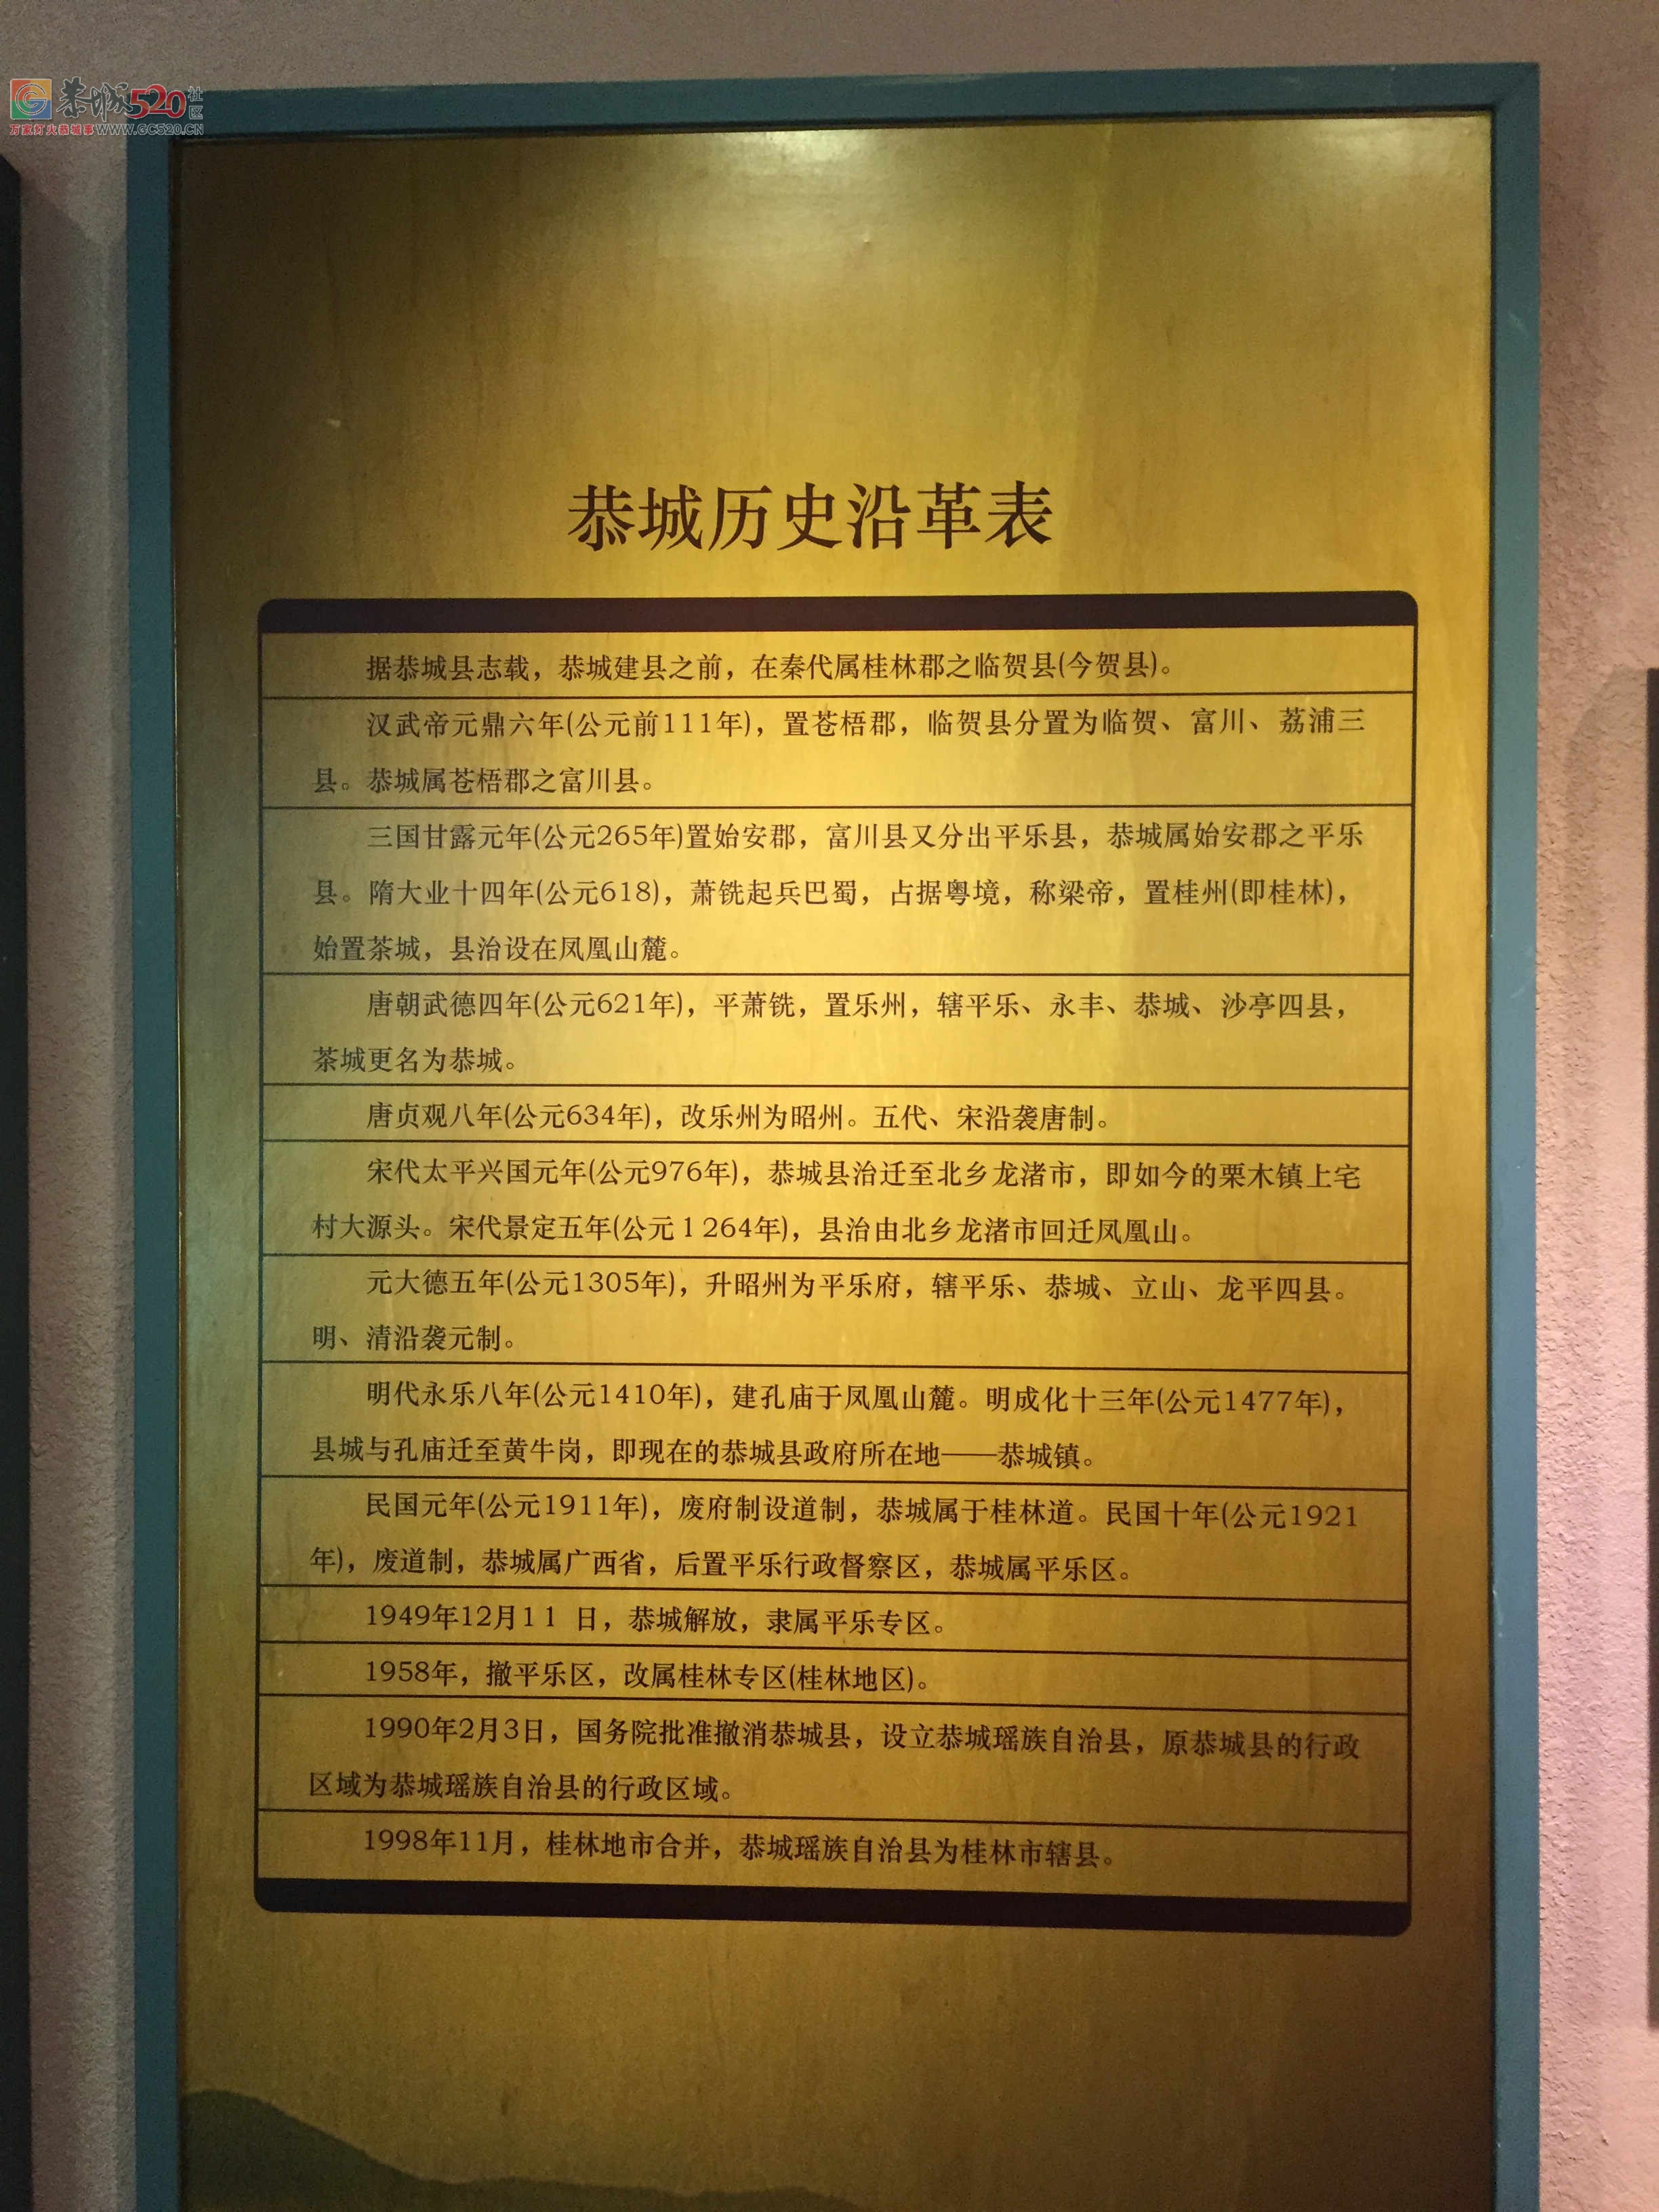 恭城520社区
万家灯火恭城事WWW.GC520.CN
恭城历史沿革表
据恭城县志载，恭城建县之前，在秦代属桂林郡之临贺县(今贺县)。
汉武帝元鼎六年(公元前111年)，置苍梧郡，临贺县分置为临贺、富川、荔浦三
县。恭城属苍梧郡之富川县。
三国甘露元年(公元265年)置始安郡，富川县又分出平乐县，恭城属始安郡之平乐
县。隋大业十四年(公元618)，萧铣起兵巴蜀，占据粤境，称梁帝，置桂州(即桂林)，
始置茶城，县治设在凤凰山麓。
唐朝武德四年(公元621年)，平萧铣，置乐州，辖平乐、永丰、恭城、沙亭四县，
茶城更名为恭城。
唐贞观八年(公元634年)，改乐州为昭州。五代、宋沿袭唐制。
宋代太平兴国元年(公元976年)，恭城县治迁至北乡龙渚市，即如今的栗木镇上宅
村大源头。宋代景定五年(公元１264年)，县治由北乡龙渚市回迁凤凰山。
元大德五年(公元1305年)，升昭州为平乐府，辖平乐、恭城、立山、龙平四县。
明、清沿袭元制。
明代永乐八年(公元1410年)，建孔庙于凤凰山麓。明成化十三年(公元1477年)，
县城与孔庙迁至黄牛岗，即现在的恭城县政府所在地——恭城镇。
民国元年(公元1911年)，废府制设道制，恭城属于桂林道。民国十年(公元1921
年)，废道制，恭城属广西省，后置平乐行政督察区，恭城属平乐区。
1949年12月11 日，恭城解放，隶属平乐专区。
1958年，撤平乐区，改属桂林专区(桂林地区)。
1990年2月3日，国务院批准撤消恭城县，设立恭城瑶族自治县，原恭城县的行政
区域为恭城瑶族自治县的行政区域。
1998年11月，桂林地市合并，恭城瑶族自治县为桂林市辖县。